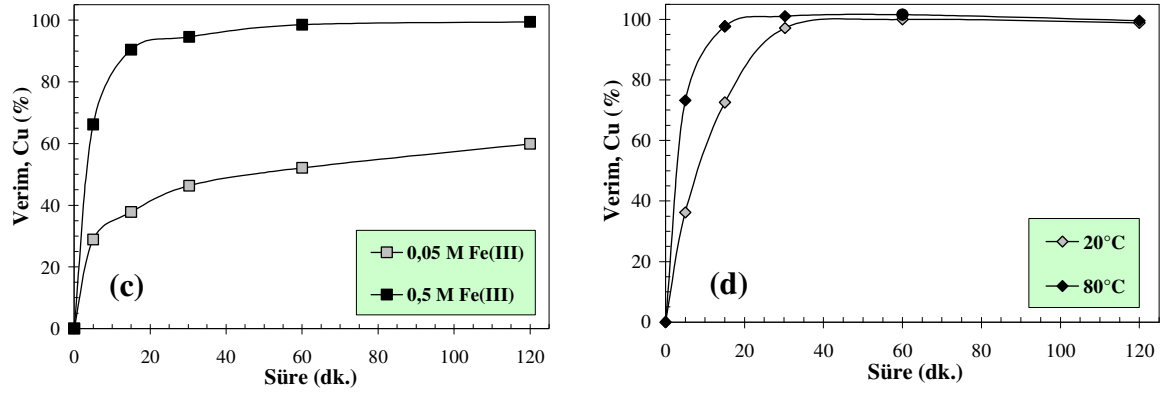 100
80
60
40
20
0
Verim, Cu (%)
0,05 M Fe(III)
0,5 M Fe(III)
(c)
0 20 40 60 80 100 120
Süre (dk.)
100
80
60
40
20
0
Verim, Cu (%)
20°C
80°C
(d)
0 20 40 60 80 100 120
Süre (dk.)